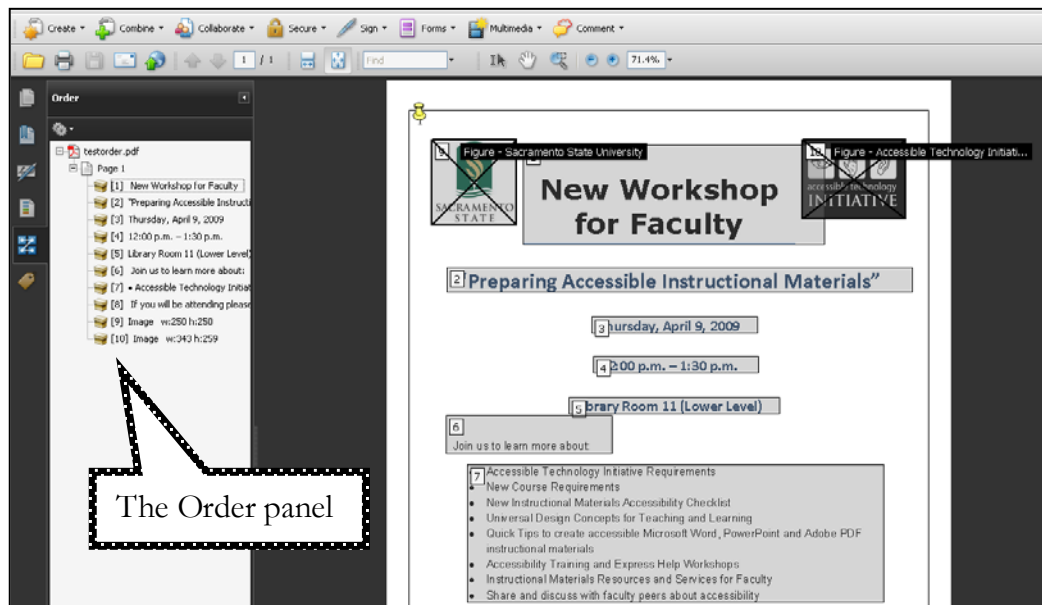 Create Combine Collaborate Secure Sign Forms Multimedia Comment
1 / 1 Find 71.4%
Order
testorder.pdf
Page 1
[1] New Workshop for Faculty
[2] "Preparing Accessible Instructi
[3] Thursday, April 9, 2009
[4] 12:00 p.m. – 1:30 p.m.
[5] Library Room 11 (Lower Level)
[6] Join us to learn more about:
[7] • Accessible Technology Initiat
[8] If you will be attending please
[9] Image w:250 h:250
[10] Image w:343 h:259
The Order panel
9 Figure - Sacramento State University
SACRAMENTO
STATE
10 Figure - Accessible Technology Initiati...
accessible technology
INITIATIVE
New Workshop
for Faculty
2 "Preparing Accessible Instructional Materials”
3 hursday, April 9, 2009
4 2:00 p.m. – 1:30 p.m.
5 brary Room 11 (Lower Level)
6
Join us to learn more about:
7 Accessible Technology Initiative Requirements
• New Course Requirements
• New Instructional Materials Accessibility Checklist
• Universal Design Concepts for Teaching and Learning
• Quick Tips to create accessible Microsoft Word, PowerPoint and Adobe PDF
instructional materials
• Accessibility Training and Express Help Workshops
• Instructional Materials Resources and Services for Faculty
• Share and discuss with faculty peers about accessibility